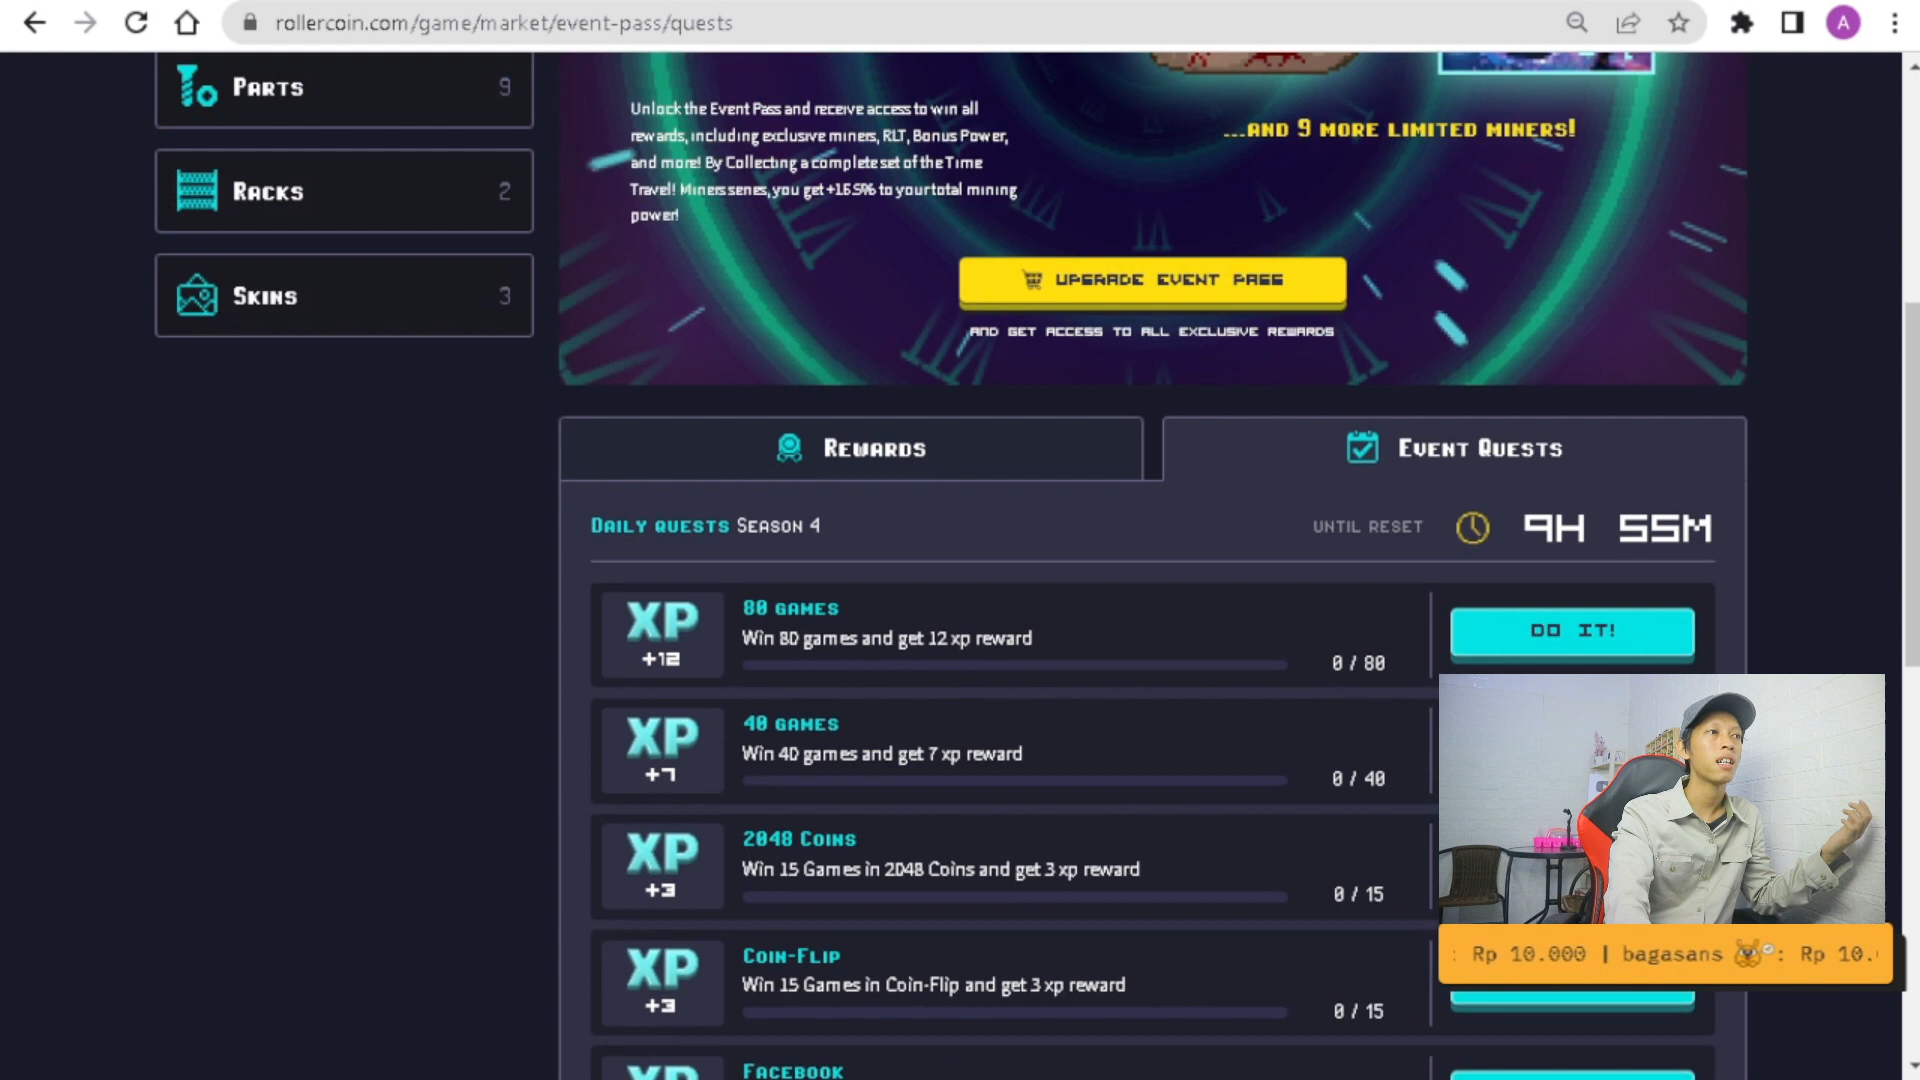 rollercoin.com/game/market/event-pass/quests
A
Parts 9
Racks 2
Skins 3
Unlock the Event Pass and receive access to win all
rewards, including exclusive miners, RLT, Bonus Power,
and more! By Collecting a complete set of the Time
Travel! Miners series, you get +16.5% to your total mining
power!
...and 9 more limited miners!
UPGRADE EVENT PASS
AND GET ACCESS TO ALL EXCLUSIVE REWARDS
Rewards
Event Quests
Daily quests Season 4
UNTIL RESET 9H 55M
XP +12
80 games
Win 80 games and get 12 xp reward
0 / 80
DO IT!
XP +7
40 games
Win 40 games and get 7 xp reward
0 / 40
XP +3
2048 Coins
Win 15 Games in 2048 Coins and get 3 xp reward
0 / 15
XP +3
Coin-Flip
Win 15 Games in Coin-Flip and get 3 xp reward
0 / 15
: Rp 10.000 | bagasans : Rp 10.
XP
Facebook